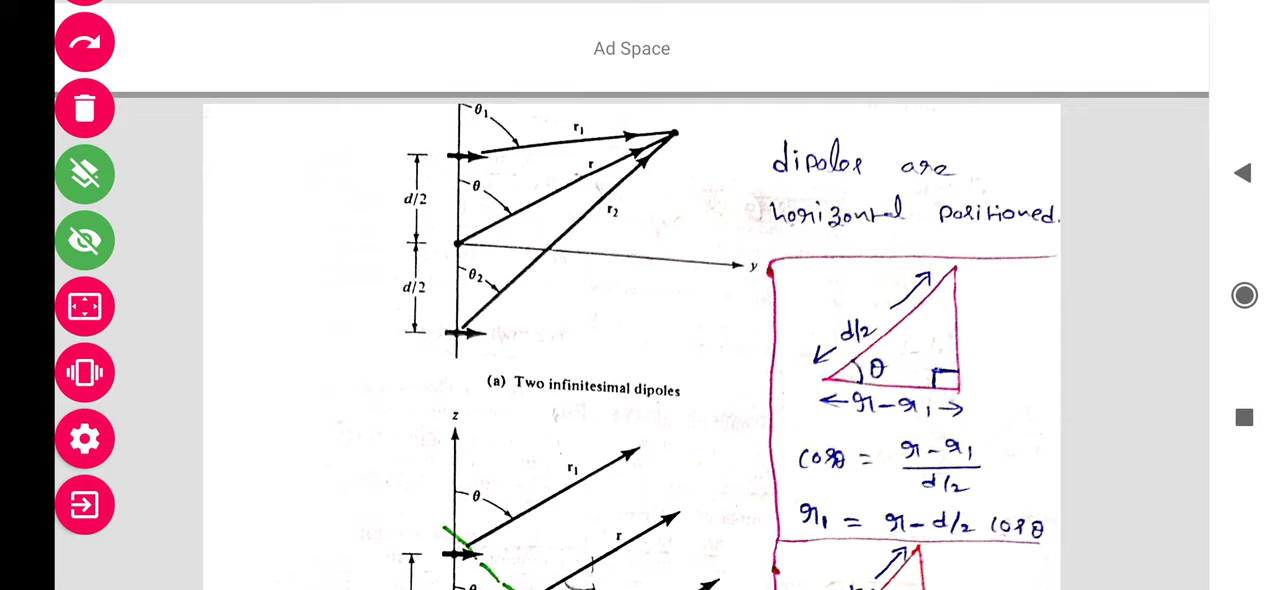 Ad Space
θ1
r1
r
θ
d/2
r2
y
θ2
d/2
(a) Two infinitesimal dipoles
z
r1
θ
r
dipoles are
horizontal positioned.
d/2
θ
r-r1
cosθ = r-r1
d/2
r1 = r-d/2 cosθ